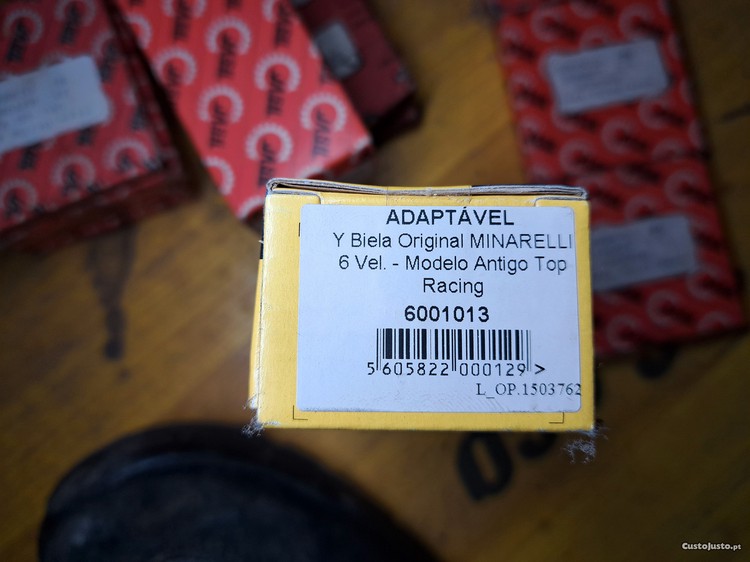 ADAPTÁVEL
Y Biela Original MINARELLI
6 Vel. - Modelo Antigo Top
Racing
6001013
5 605822 000129 >
L_OP.1503762
CustoJusto.pt